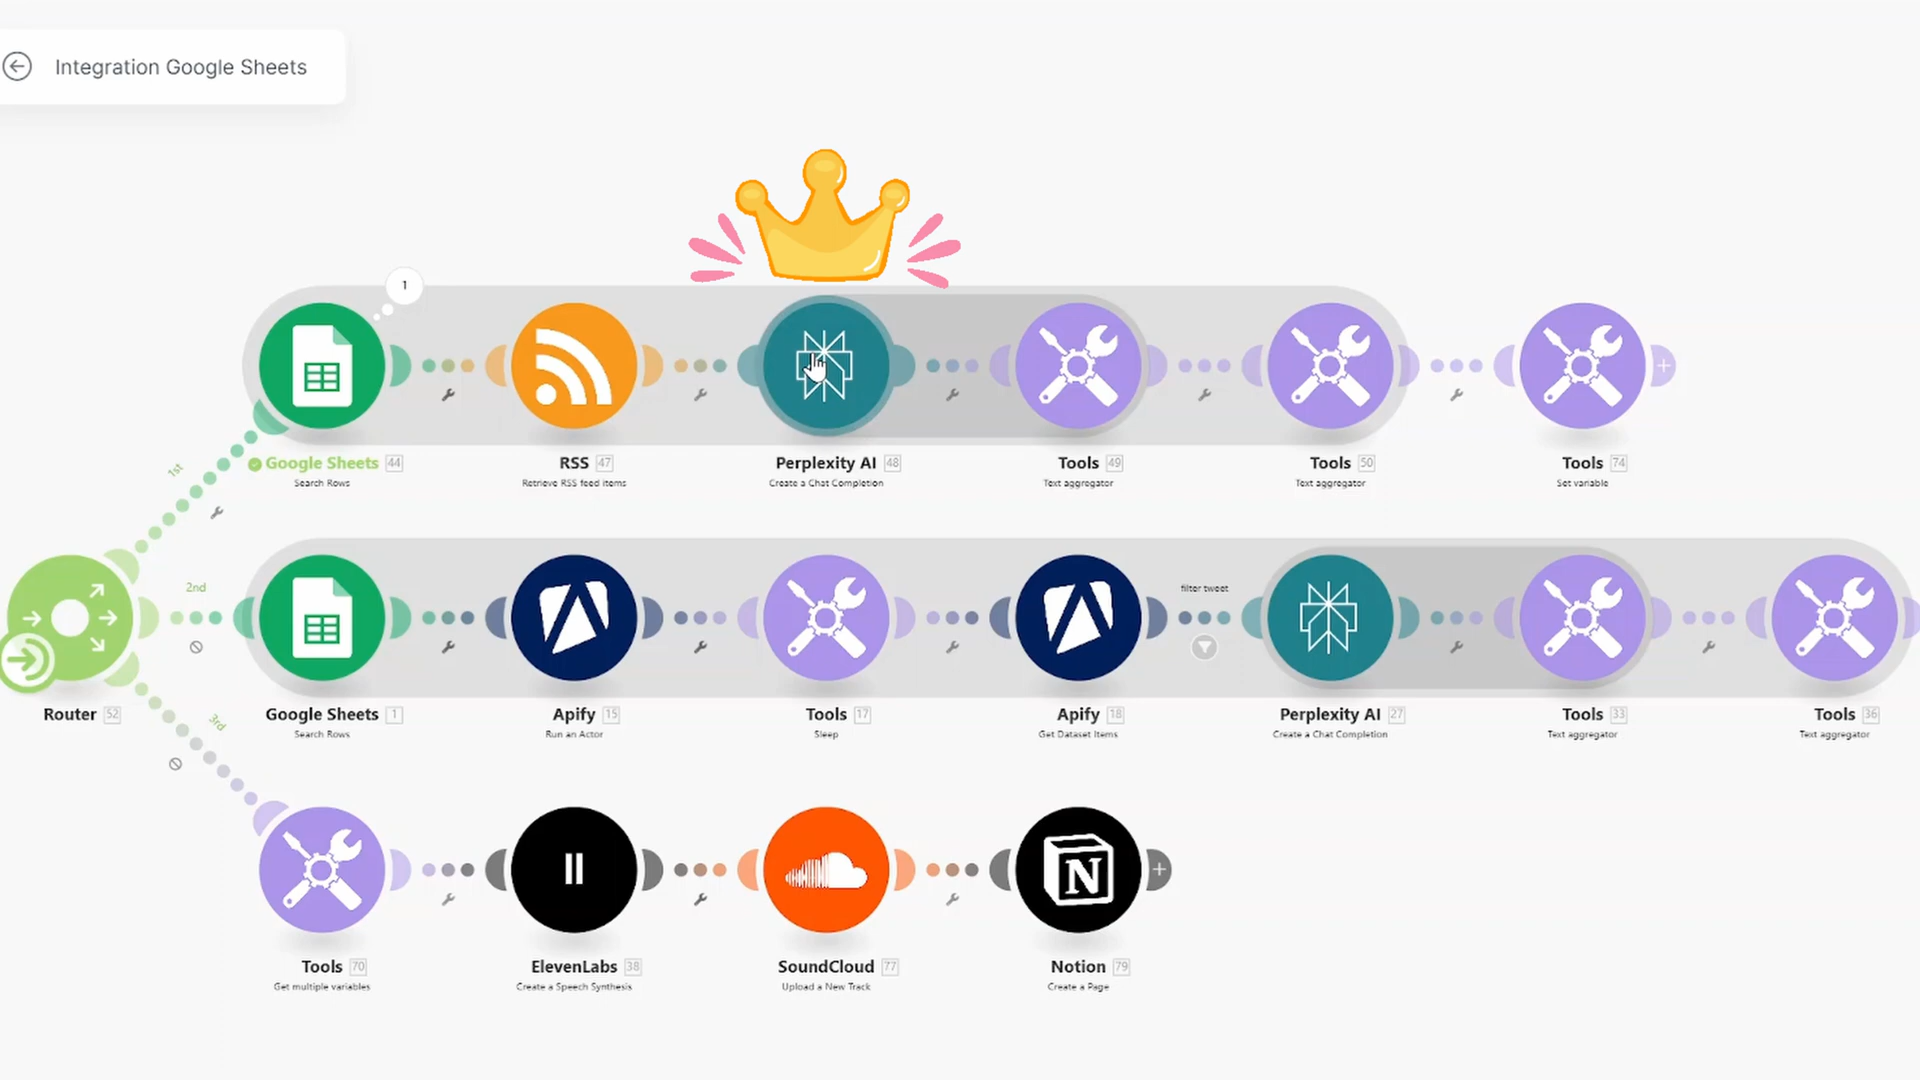 Integration Google Sheets
1
Google Sheets 44
Search Rows
RSS 47
Retrieve RSS feed items
Perplexity AI 48
Create a Chat Completion
Tools 49
Text aggregator
Tools 50
Text aggregator
Tools 74
Set variable
1st
2nd
3rd
filter tweet
Router 52
Google Sheets 1
Search Rows
Apify 15
Run an Actor
Tools 17
Sleep
Apify 18
Get Dataset Items
Perplexity AI 27
Create a Chat Completion
Tools 33
Text aggregator
Tools 36
Text aggregator
Tools 70
Get multiple variables
ElevenLabs 38
Create a Speech Synthesis
SoundCloud 77
Upload a New Track
Notion 79
Create a Page